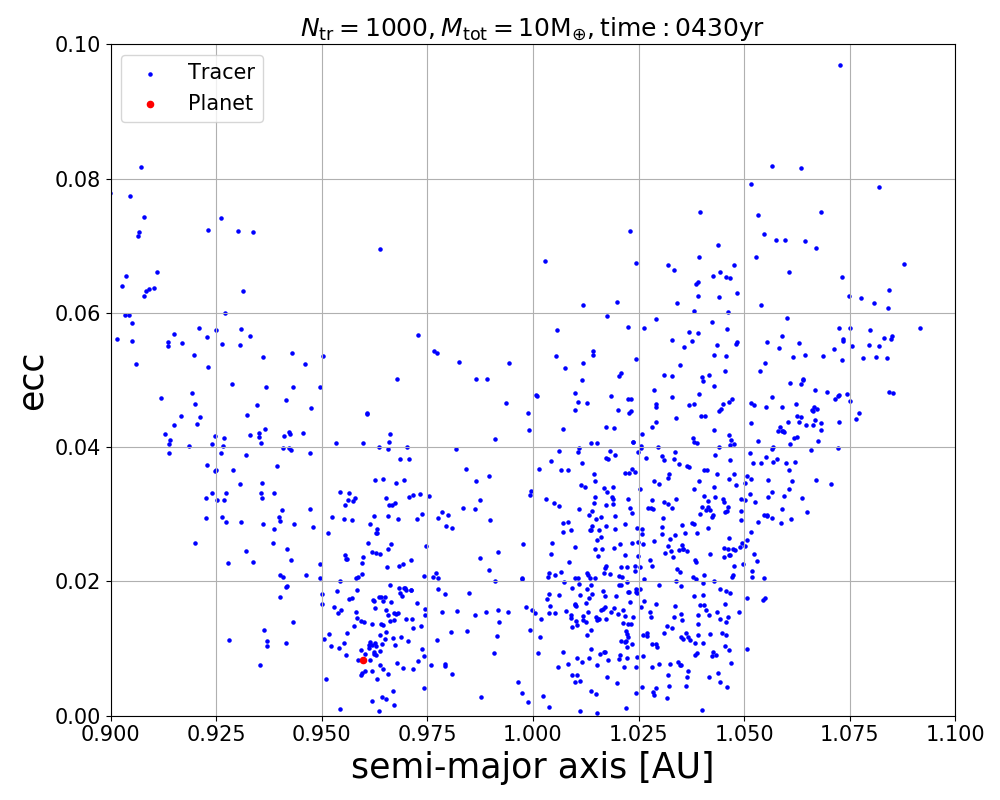 N_tr = 1000, M_tot = 10M_⊕, time : 0430yr
Tracer
Planet
ecc
0.10
0.08
0.06
0.04
0.02
0.00
0.900 0.925 0.950 0.975 1.000 1.025 1.050 1.075 1.100
semi-major axis [AU]